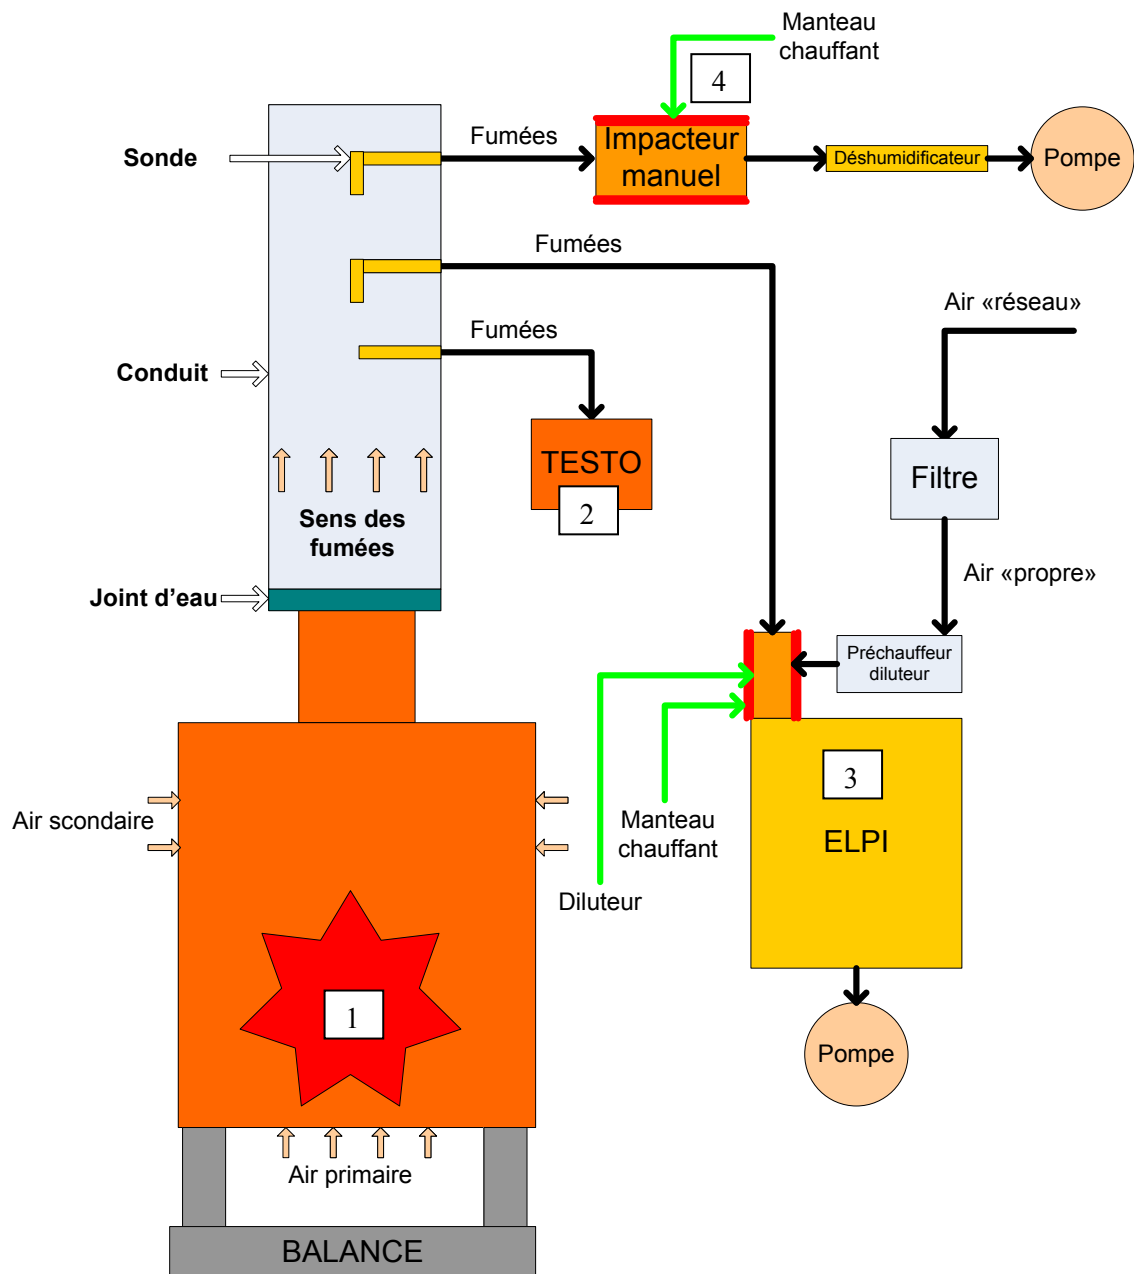 Manteau
chauffant
4
Fumées
Sonde
Impacteur
manuel
Déshumidificateur
Pompe
Fumées
Air «réseau»
Fumées
Conduit
TESTO
2
Filtre
Sens des
fumées
Air «propre»
Joint d’eau
Préchauffeur
diluteur
3
Air scondaire
Manteau
chauffant
ELPI
Diluteur
1
Pompe
Air primaire
BALANCE